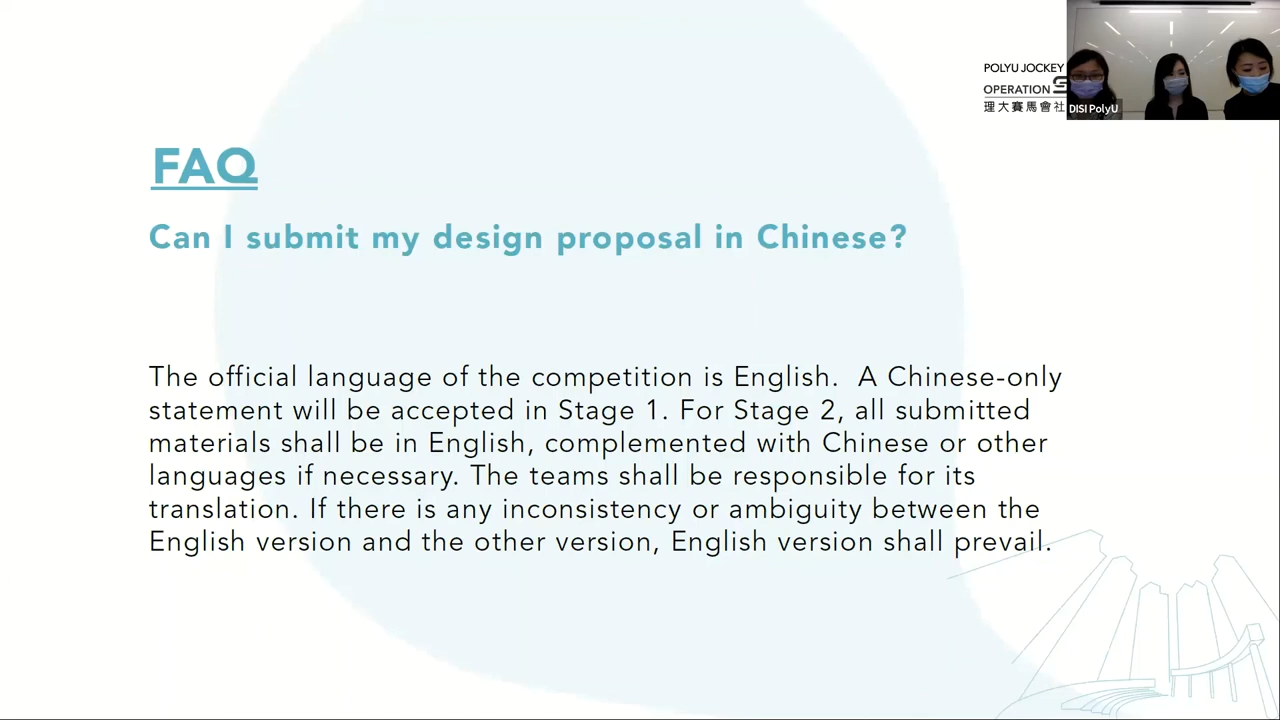 POLYU JOCKEY
OPERATION
理大賽馬會社
DISI PolyU
FAQ
Can I submit my design proposal in Chinese?
The official language of the competition is English.  A Chinese-only
statement will be accepted in Stage 1. For Stage 2, all submitted
materials shall be in English, complemented with Chinese or other
languages if necessary. The teams shall be responsible for its
translation. If there is any inconsistency or ambiguity between the
English version and the other version, English version shall prevail.